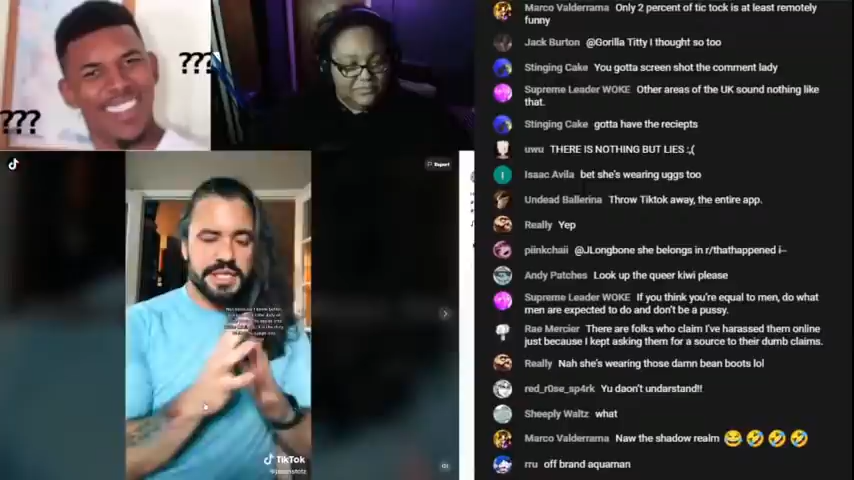 ???
???
Report
TikTok
Marco Valderrama Only 2 percent of tic tock is at least remotely
funny
Jack Burton @Gorilla Titty I thought so too
Stinging Cake You gotta screen shot the comment lady
Supreme Leader WOKE Other areas of the UK sound nothing like
that.
Stinging Cake gotta have the reciepts
uwu THERE IS NOTHING BUT LIES :,(
I
Isaac Avila bet she's wearing uggs too
Undead Ballerina Throw Tiktok away, the entire app.
Really Yep
piinkchaii @JLongbone she belongs in r/thathappened i-
Andy Patches Look up the queer kiwi please
Supreme Leader WOKE If you think you're equal to men, do what
men are expected to do and don't be a pussy.
Rae Mercier There are folks who claim I've harassed them online
just because I kept asking them for a source to their dumb claims.
Really Nah she's wearing those damn bean boots lol
red_r0se_sp4rk Yu daon't understand!!
Sheeply Waltz what
Marco Valderrama Naw the shadow realm 😂🤣🤣🤣
rru off brand aquaman